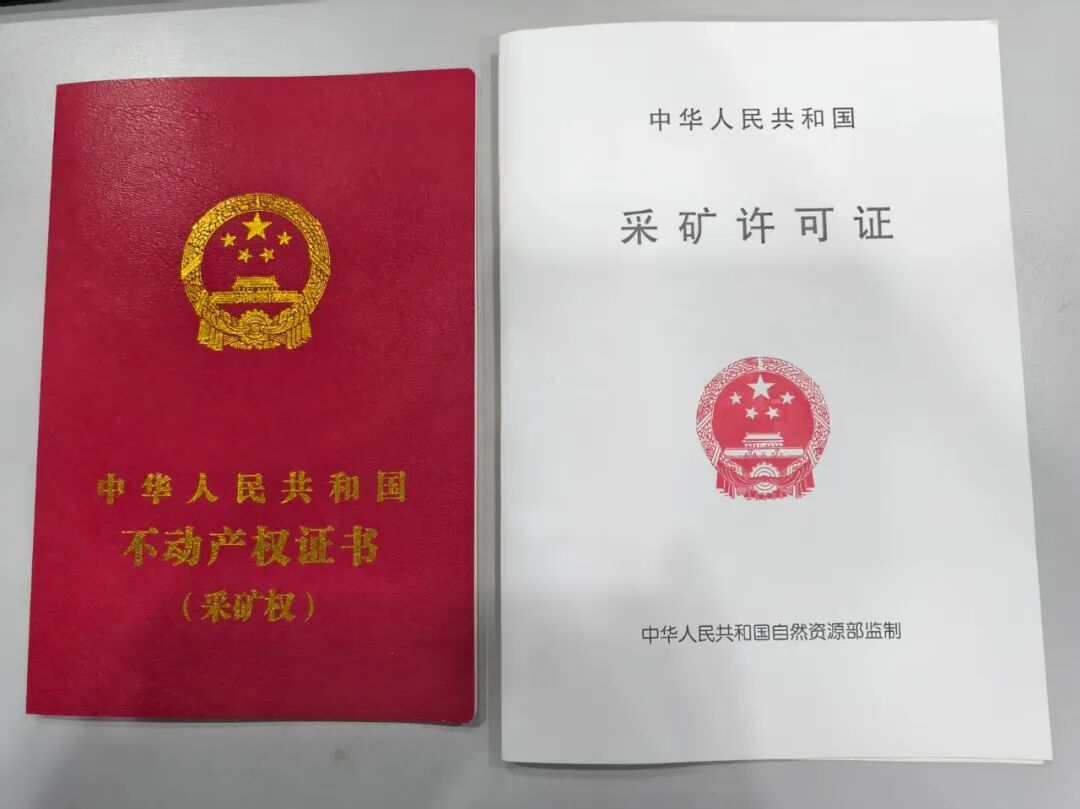 中华人民共和国
不动产权证书
（采矿权）
中华人民共和国
采矿许可证
中华人民共和国自然资源部监制